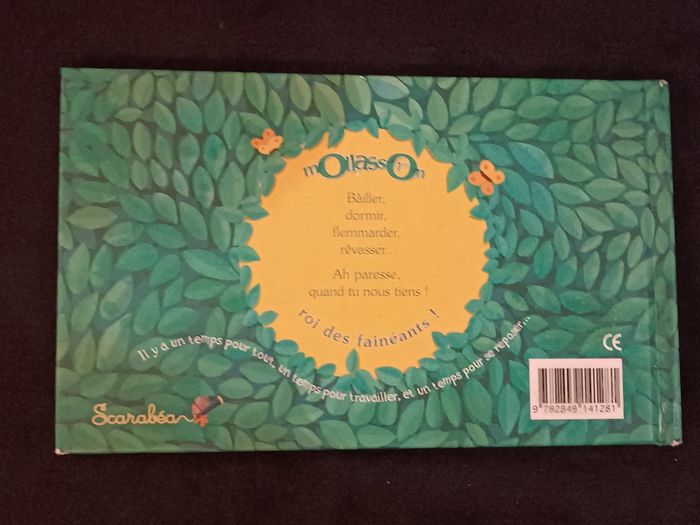 mOllassOn
Bâiller,
dormir,
flemmarder,
rêvasser...
Ah paresse,
quand tu nous tiens !
roi des fainéants !
Il y a un temps pour tout, un temps pour travailler, et un temps pour se reposer...
CE
Scarabéa
9 782849 141281